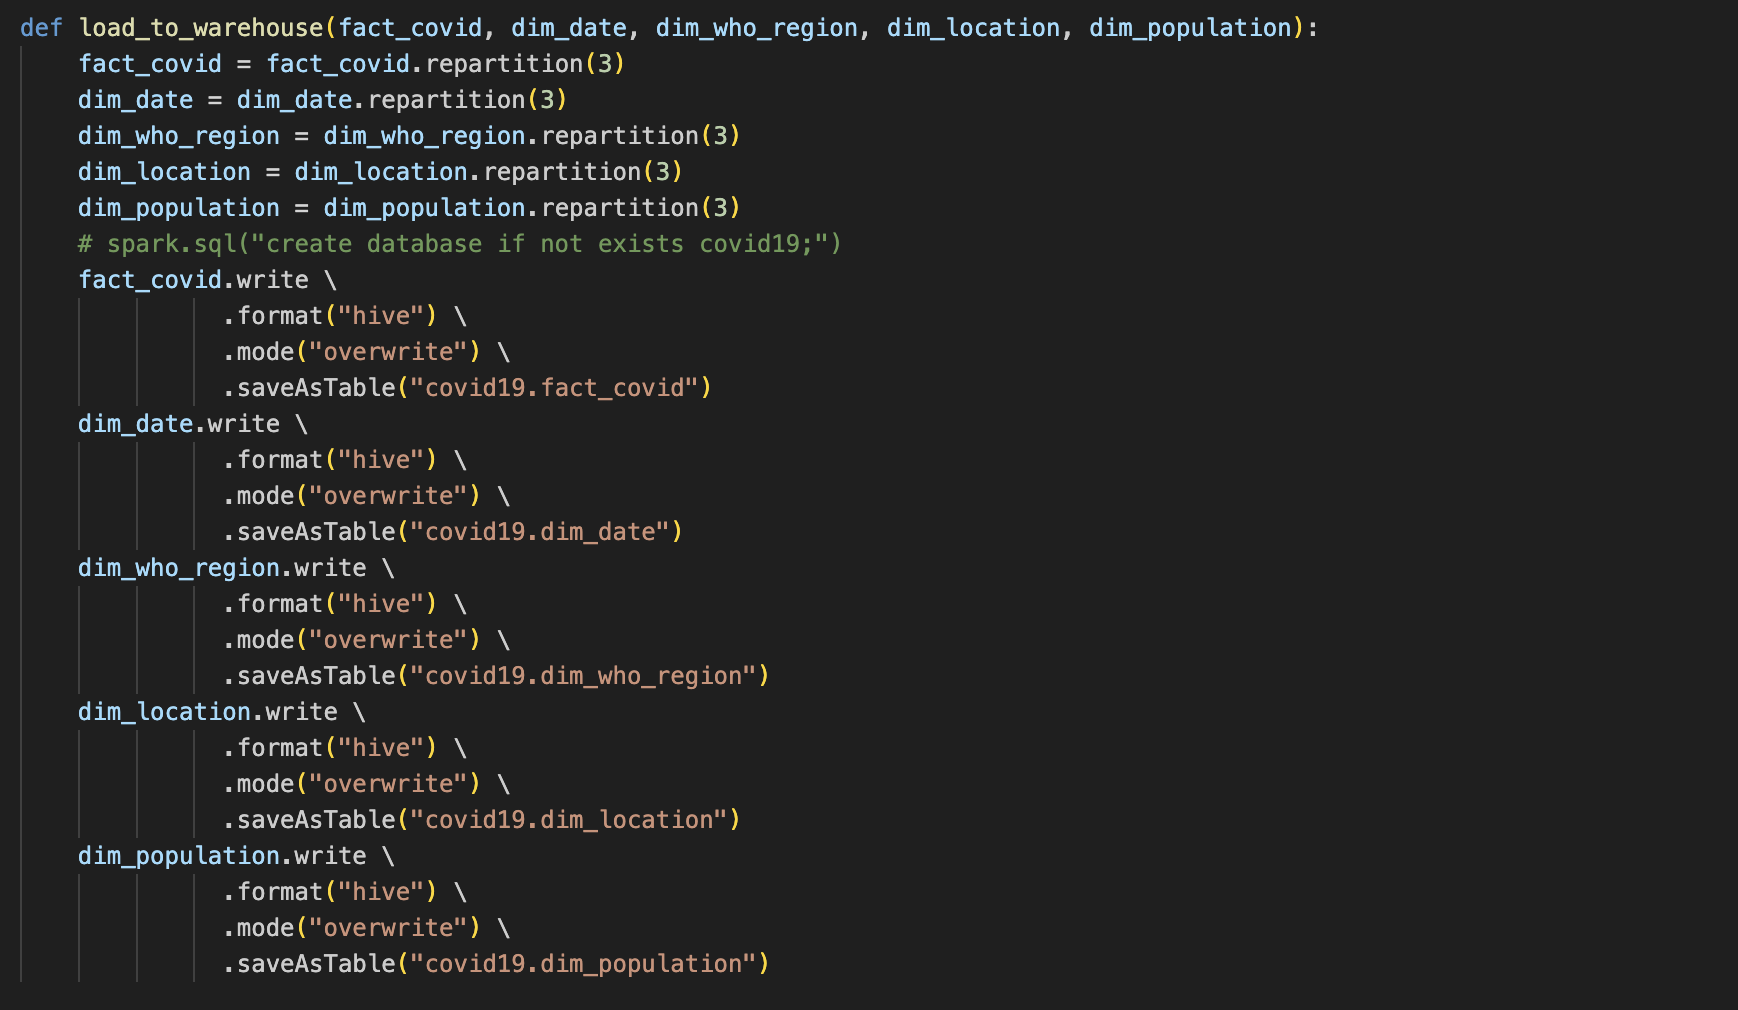 def load_to_warehouse(fact_covid, dim_date, dim_who_region, dim_location, dim_population):
    fact_covid = fact_covid.repartition(3)
    dim_date = dim_date.repartition(3)
    dim_who_region = dim_who_region.repartition(3)
    dim_location = dim_location.repartition(3)
    dim_population = dim_population.repartition(3)
    # spark.sql("create database if not exists covid19;")
    fact_covid.write \
              .format("hive") \
              .mode("overwrite") \
              .saveAsTable("covid19.fact_covid")
    dim_date.write \
              .format("hive") \
              .mode("overwrite") \
              .saveAsTable("covid19.dim_date")
    dim_who_region.write \
              .format("hive") \
              .mode("overwrite") \
              .saveAsTable("covid19.dim_who_region")
    dim_location.write \
              .format("hive") \
              .mode("overwrite") \
              .saveAsTable("covid19.dim_location")
    dim_population.write \
              .format("hive") \
              .mode("overwrite") \
              .saveAsTable("covid19.dim_population")